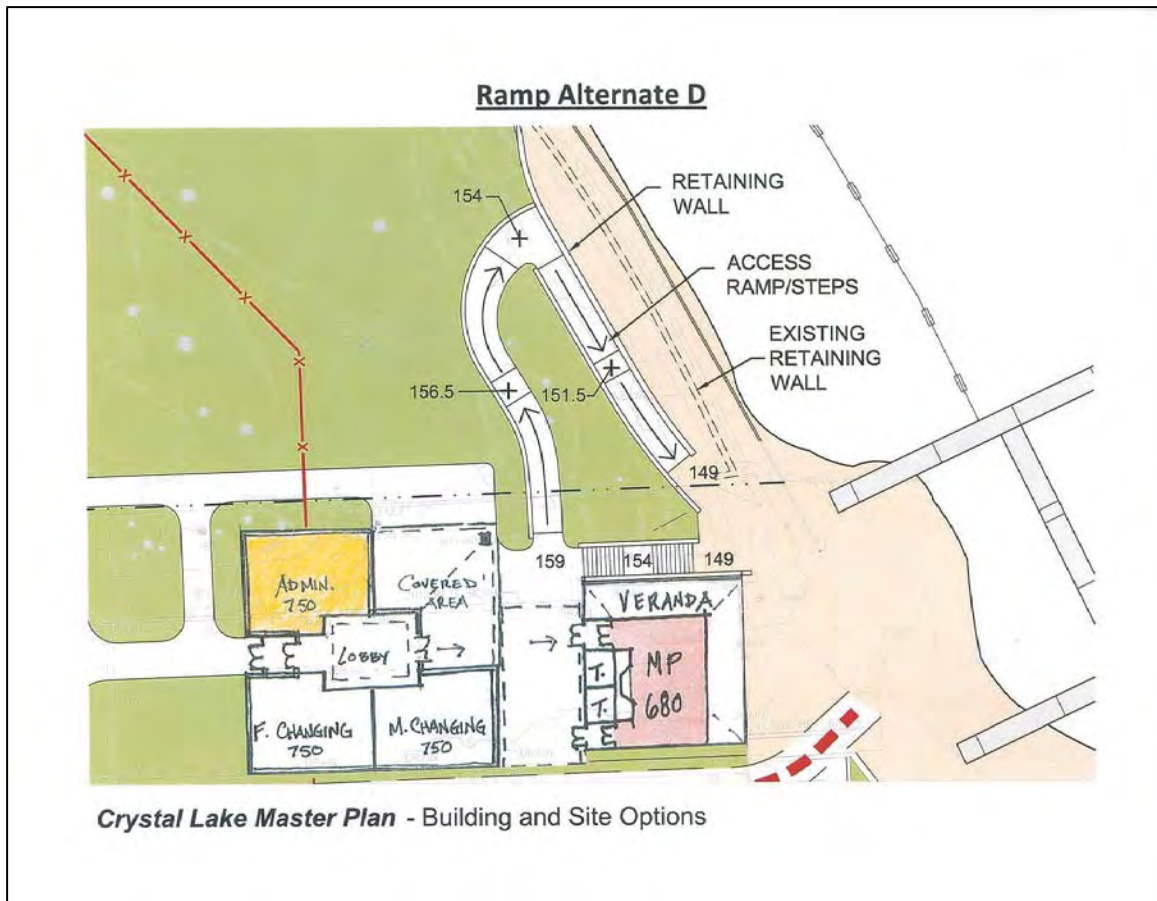 Ramp Alternate D
RETAINING
WALL
154
ACCESS
RAMP/STEPS
EXISTING
RETAINING
WALL
156.5
151.5
149
159
154
149
ADMIN.
750
COVERED
AREA
VERANDA
LOBBY
T.
T.
MP
680
F. CHANGING
750
M. CHANGING
750
Crystal Lake Master Plan - Building and Site Options